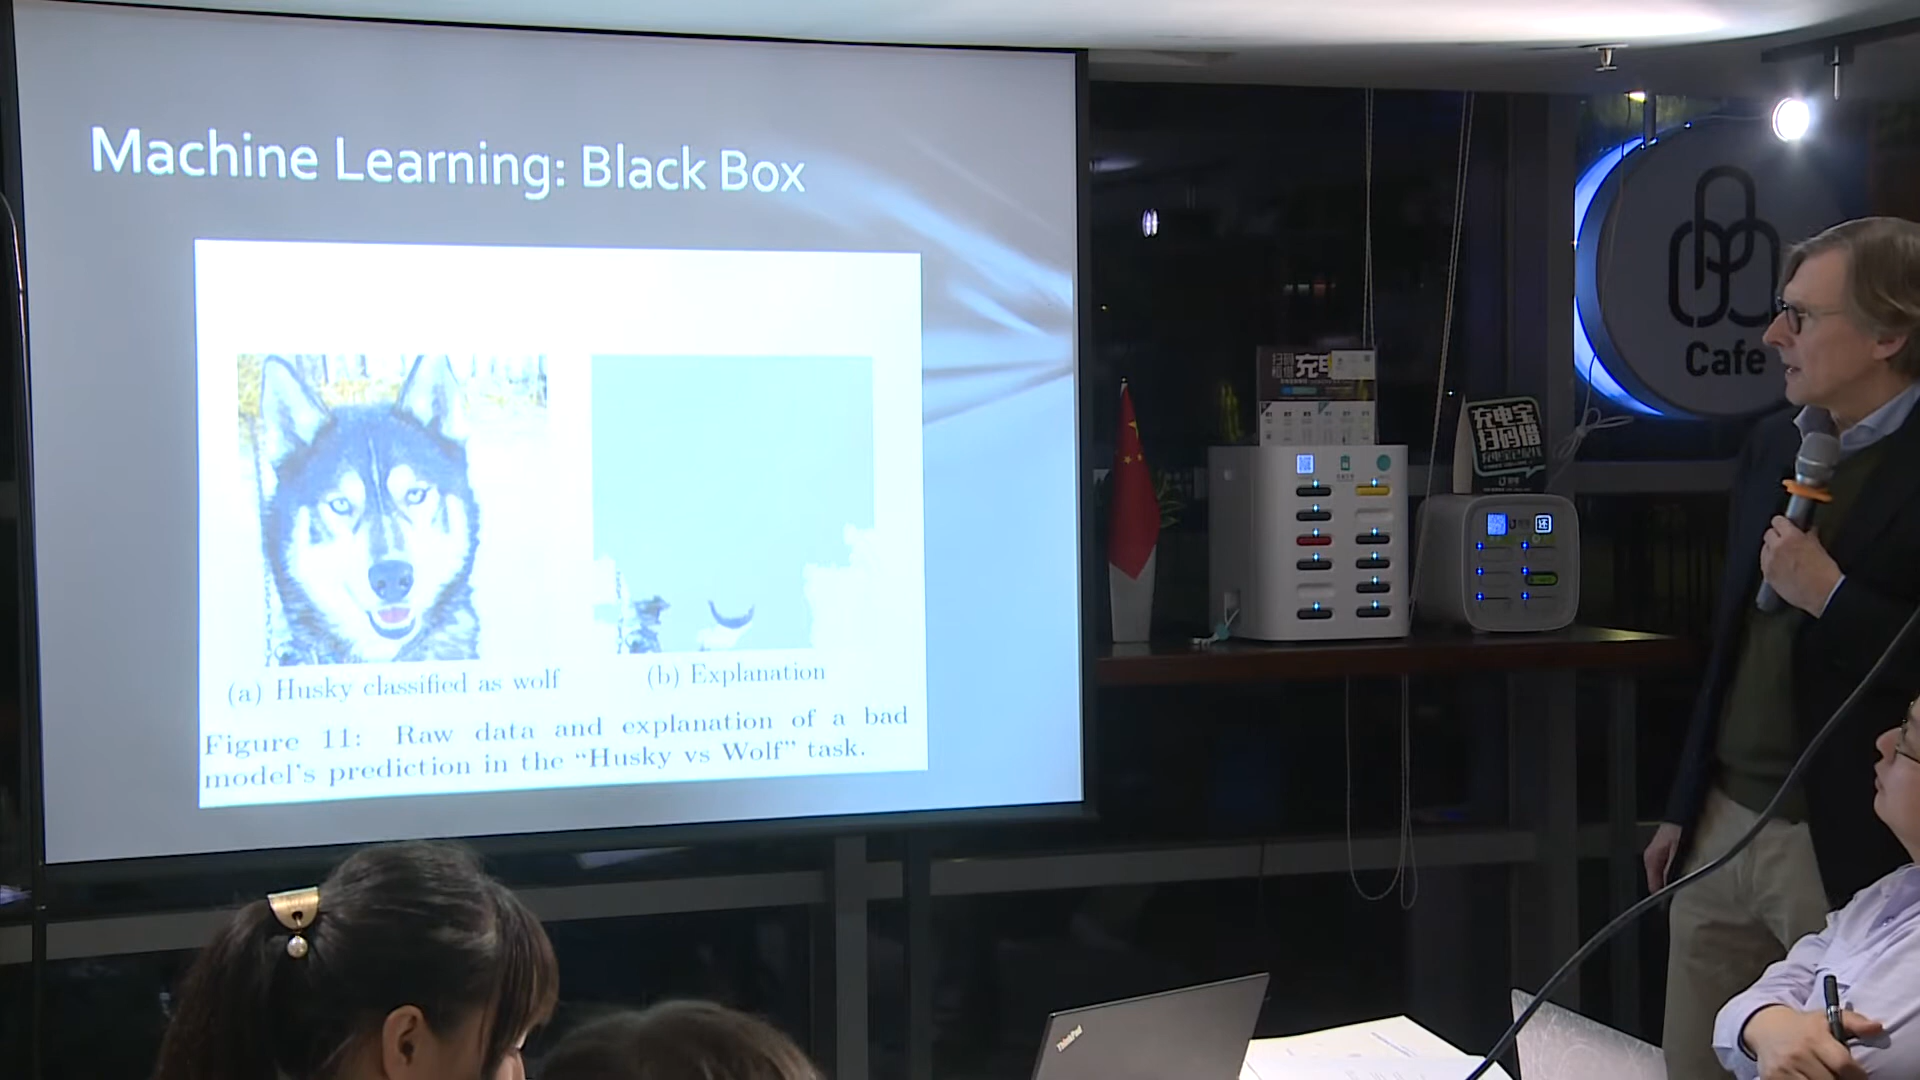 Machine Learning: Black Box
(a) Husky classified as wolf
(b) Explanation
Figure 11: Raw data and explanation of a bad
model's prediction in the "Husky vs Wolf" task.
Cafe
充电宝
扫码借
还
ThinkPad